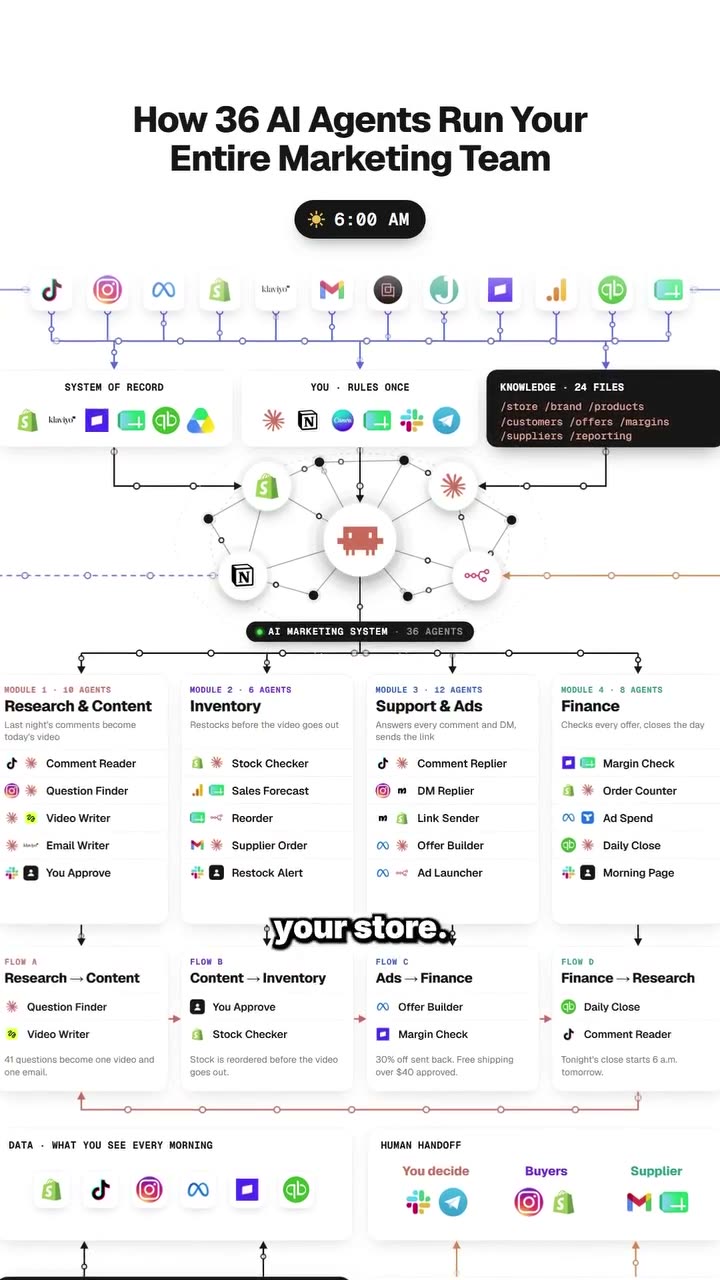 How 36 AI Agents Run Your
Entire Marketing Team
6:00 AM
klaviyo
SYSTEM OF RECORD
klaviyo
YOU · RULES ONCE
Canva
KNOWLEDGE · 24 FILES
/store /brand /products
/customers /offers /margins
/suppliers /reporting
AI MARKETING SYSTEM · 36 AGENTS
MODULE 1 · 10 AGENTS
Research & Content
Last night's comments become
today's video
Comment Reader
Question Finder
Video Writer
klaviyo
Email Writer
You Approve
MODULE 2 · 6 AGENTS
Inventory
Restocks before the video goes out
Stock Checker
Sales Forecast
Reorder
Supplier Order
Restock Alert
MODULE 3 · 12 AGENTS
Support & Ads
Answers every comment and DM,
sends the link
Comment Replier
DM Replier
Link Sender
Offer Builder
Ad Launcher
MODULE 4 · 8 AGENTS
Finance
Checks every offer, closes the day
Margin Check
Order Counter
Ad Spend
Daily Close
Morning Page
your store.
FLOW A
Research → Content
Question Finder
Video Writer
41 questions become one video and
one email.
FLOW B
Content → Inventory
You Approve
Stock Checker
Stock is reordered before the video
goes out.
FLOW C
Ads → Finance
Offer Builder
Margin Check
30% off sent back. Free shipping
over $40 approved.
FLOW D
Finance → Research
Daily Close
Comment Reader
Tonight's close starts 6 a.m.
tomorrow.
DATA · WHAT YOU SEE EVERY MORNING
HUMAN HANDOFF
You decide
Buyers
Supplier